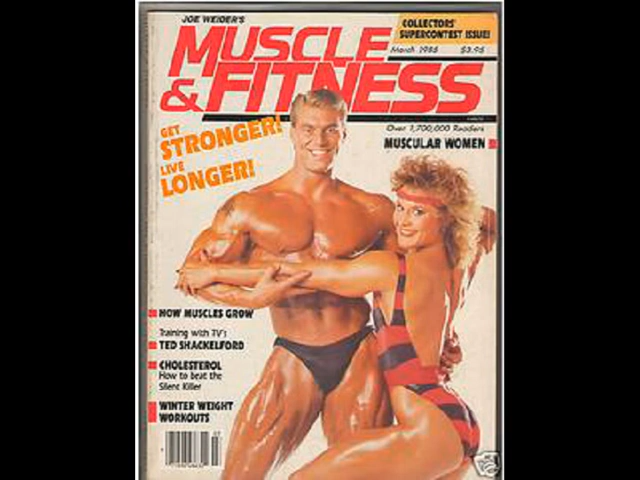 JOE WEIDER'S
MUSCLE
& FITNESS
COLLECTORS'
SUPERCONTEST ISSUE!
March 1985 $3.95
Over 1,700,000 Readers
MUSCULAR WOMEN
GET
STRONGER!
LIVE
LONGER!
HOW MUSCLES GROW
Training with TV's
TED SHACKELFORD
CHOLESTEROL
How to beat the
Silent Killer
WINTER WEIGHT
WORKOUTS